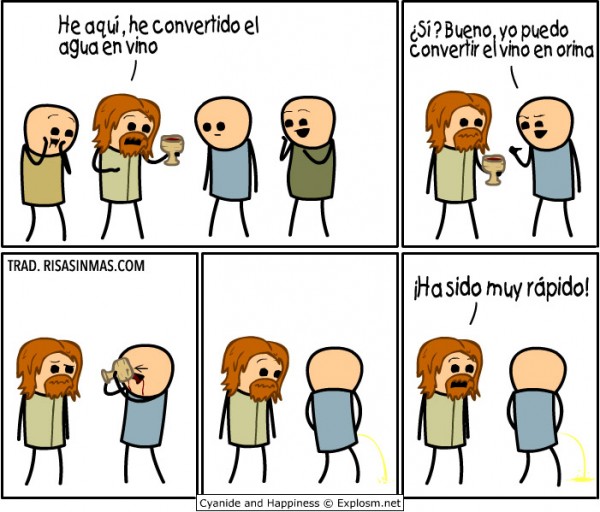 He aquí, he convertido el
agua en vino
¿Sí? Bueno, yo puedo
convertir el vino en orina
TRAD. RISASINMAS.COM
¡Ha sido muy rápido!
Cyanide and Happiness © Explosm.net